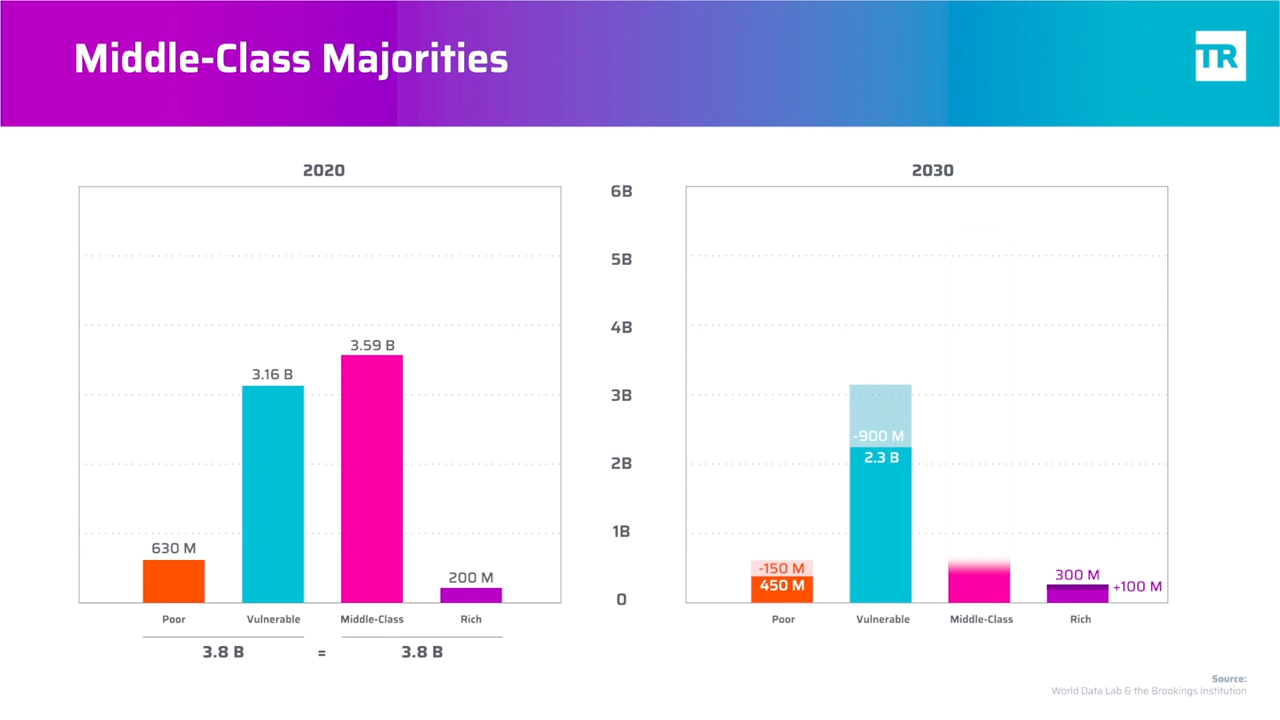 Middle-Class Majorities
TR
2020
2030
6B
5B
4B
3B
2B
1B
0
630 M
3.16 B
3.59 B
200 M
Poor
Vulnerable
Middle-Class
Rich
3.8 B
=
3.8 B
-150 M
450 M
-900 M
2.3 B
300 M
+100 M
Poor
Vulnerable
Middle-Class
Rich
Source:
World Data Lab & the Brookings Institution